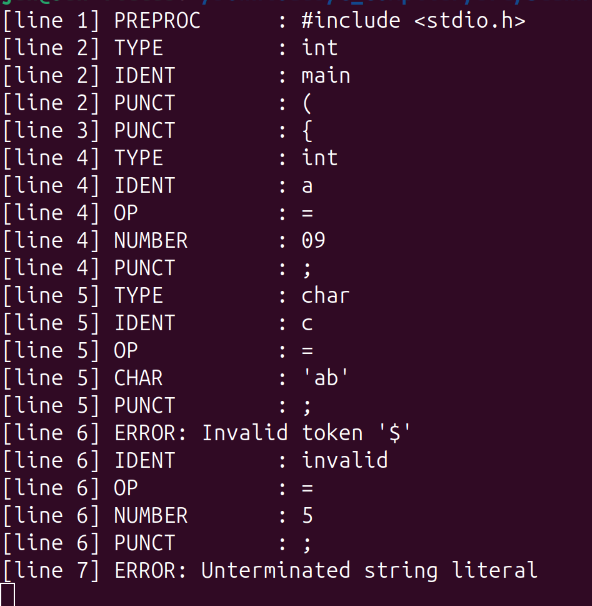 [line 1] PREPROC      : #include <stdio.h>
[line 2] TYPE         : int
[line 2] IDENT        : main
[line 2] PUNCT        : (
[line 3] PUNCT        : {
[line 4] TYPE         : int
[line 4] IDENT        : a
[line 4] OP           : =
[line 4] NUMBER       : 09
[line 4] PUNCT        : ;
[line 5] TYPE         : char
[line 5] IDENT        : c
[line 5] OP           : =
[line 5] CHAR         : 'ab'
[line 5] PUNCT        : ;
[line 6] ERROR: Invalid token '$'
[line 6] IDENT        : invalid
[line 6] OP           : =
[line 6] NUMBER       : 5
[line 6] PUNCT        : ;
[line 7] ERROR: Unterminated string literal